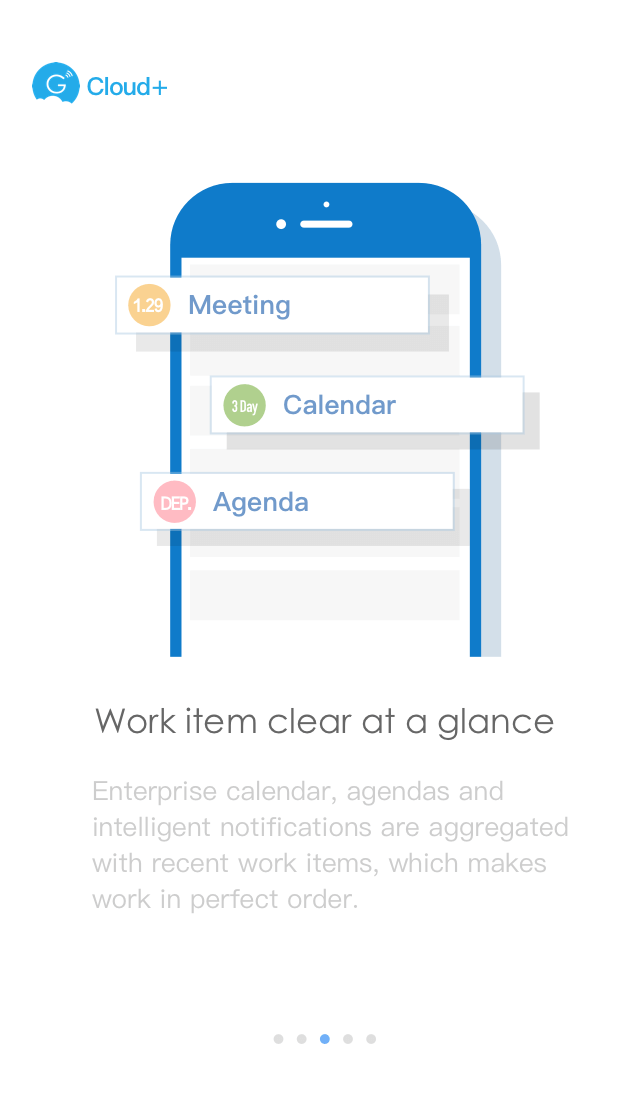 G
Cloud+
1.29 Meeting
3 Day Calendar
DEP. Agenda
Work item clear at a glance
Enterprise calendar, agendas and
intelligent notifications are aggregated
with recent work items, which makes
work in perfect order.